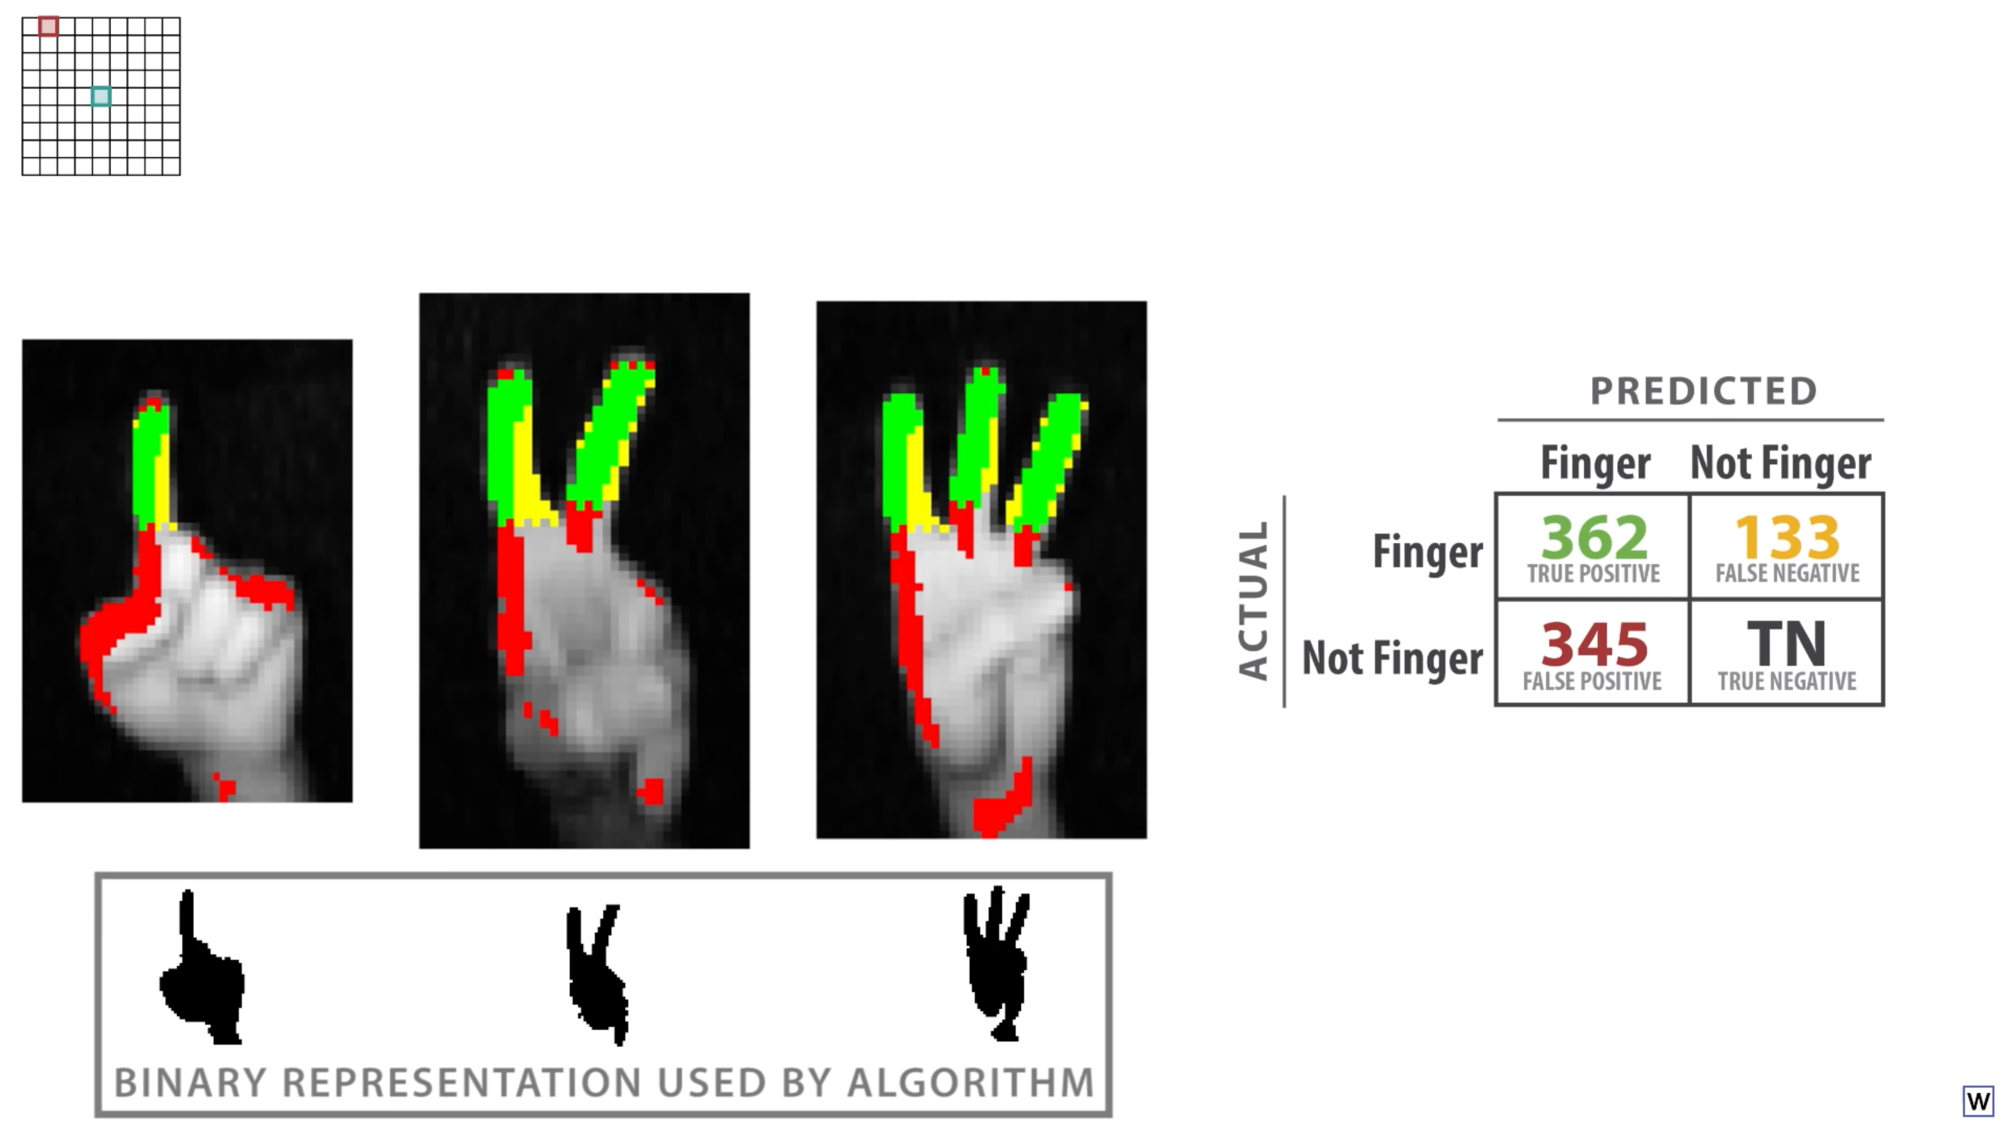 PREDICTED
Finger Not Finger
ACTUAL
Finger
362
TRUE POSITIVE
133
FALSE NEGATIVE
Not Finger
345
FALSE POSITIVE
TN
TRUE NEGATIVE
BINARY REPRESENTATION USED BY ALGORITHM
W